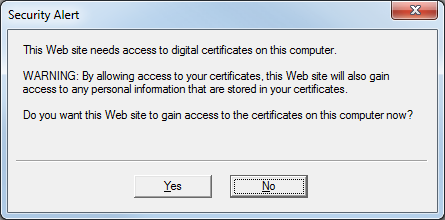 Security Alert
This Web site needs access to digital certificates on this computer.
WARNING: By allowing access to your certificates, this Web site will also gain
access to any personal information that are stored in your certificates.
Do you want this Web site to gain access to the certificates on this computer now?
Yes
No